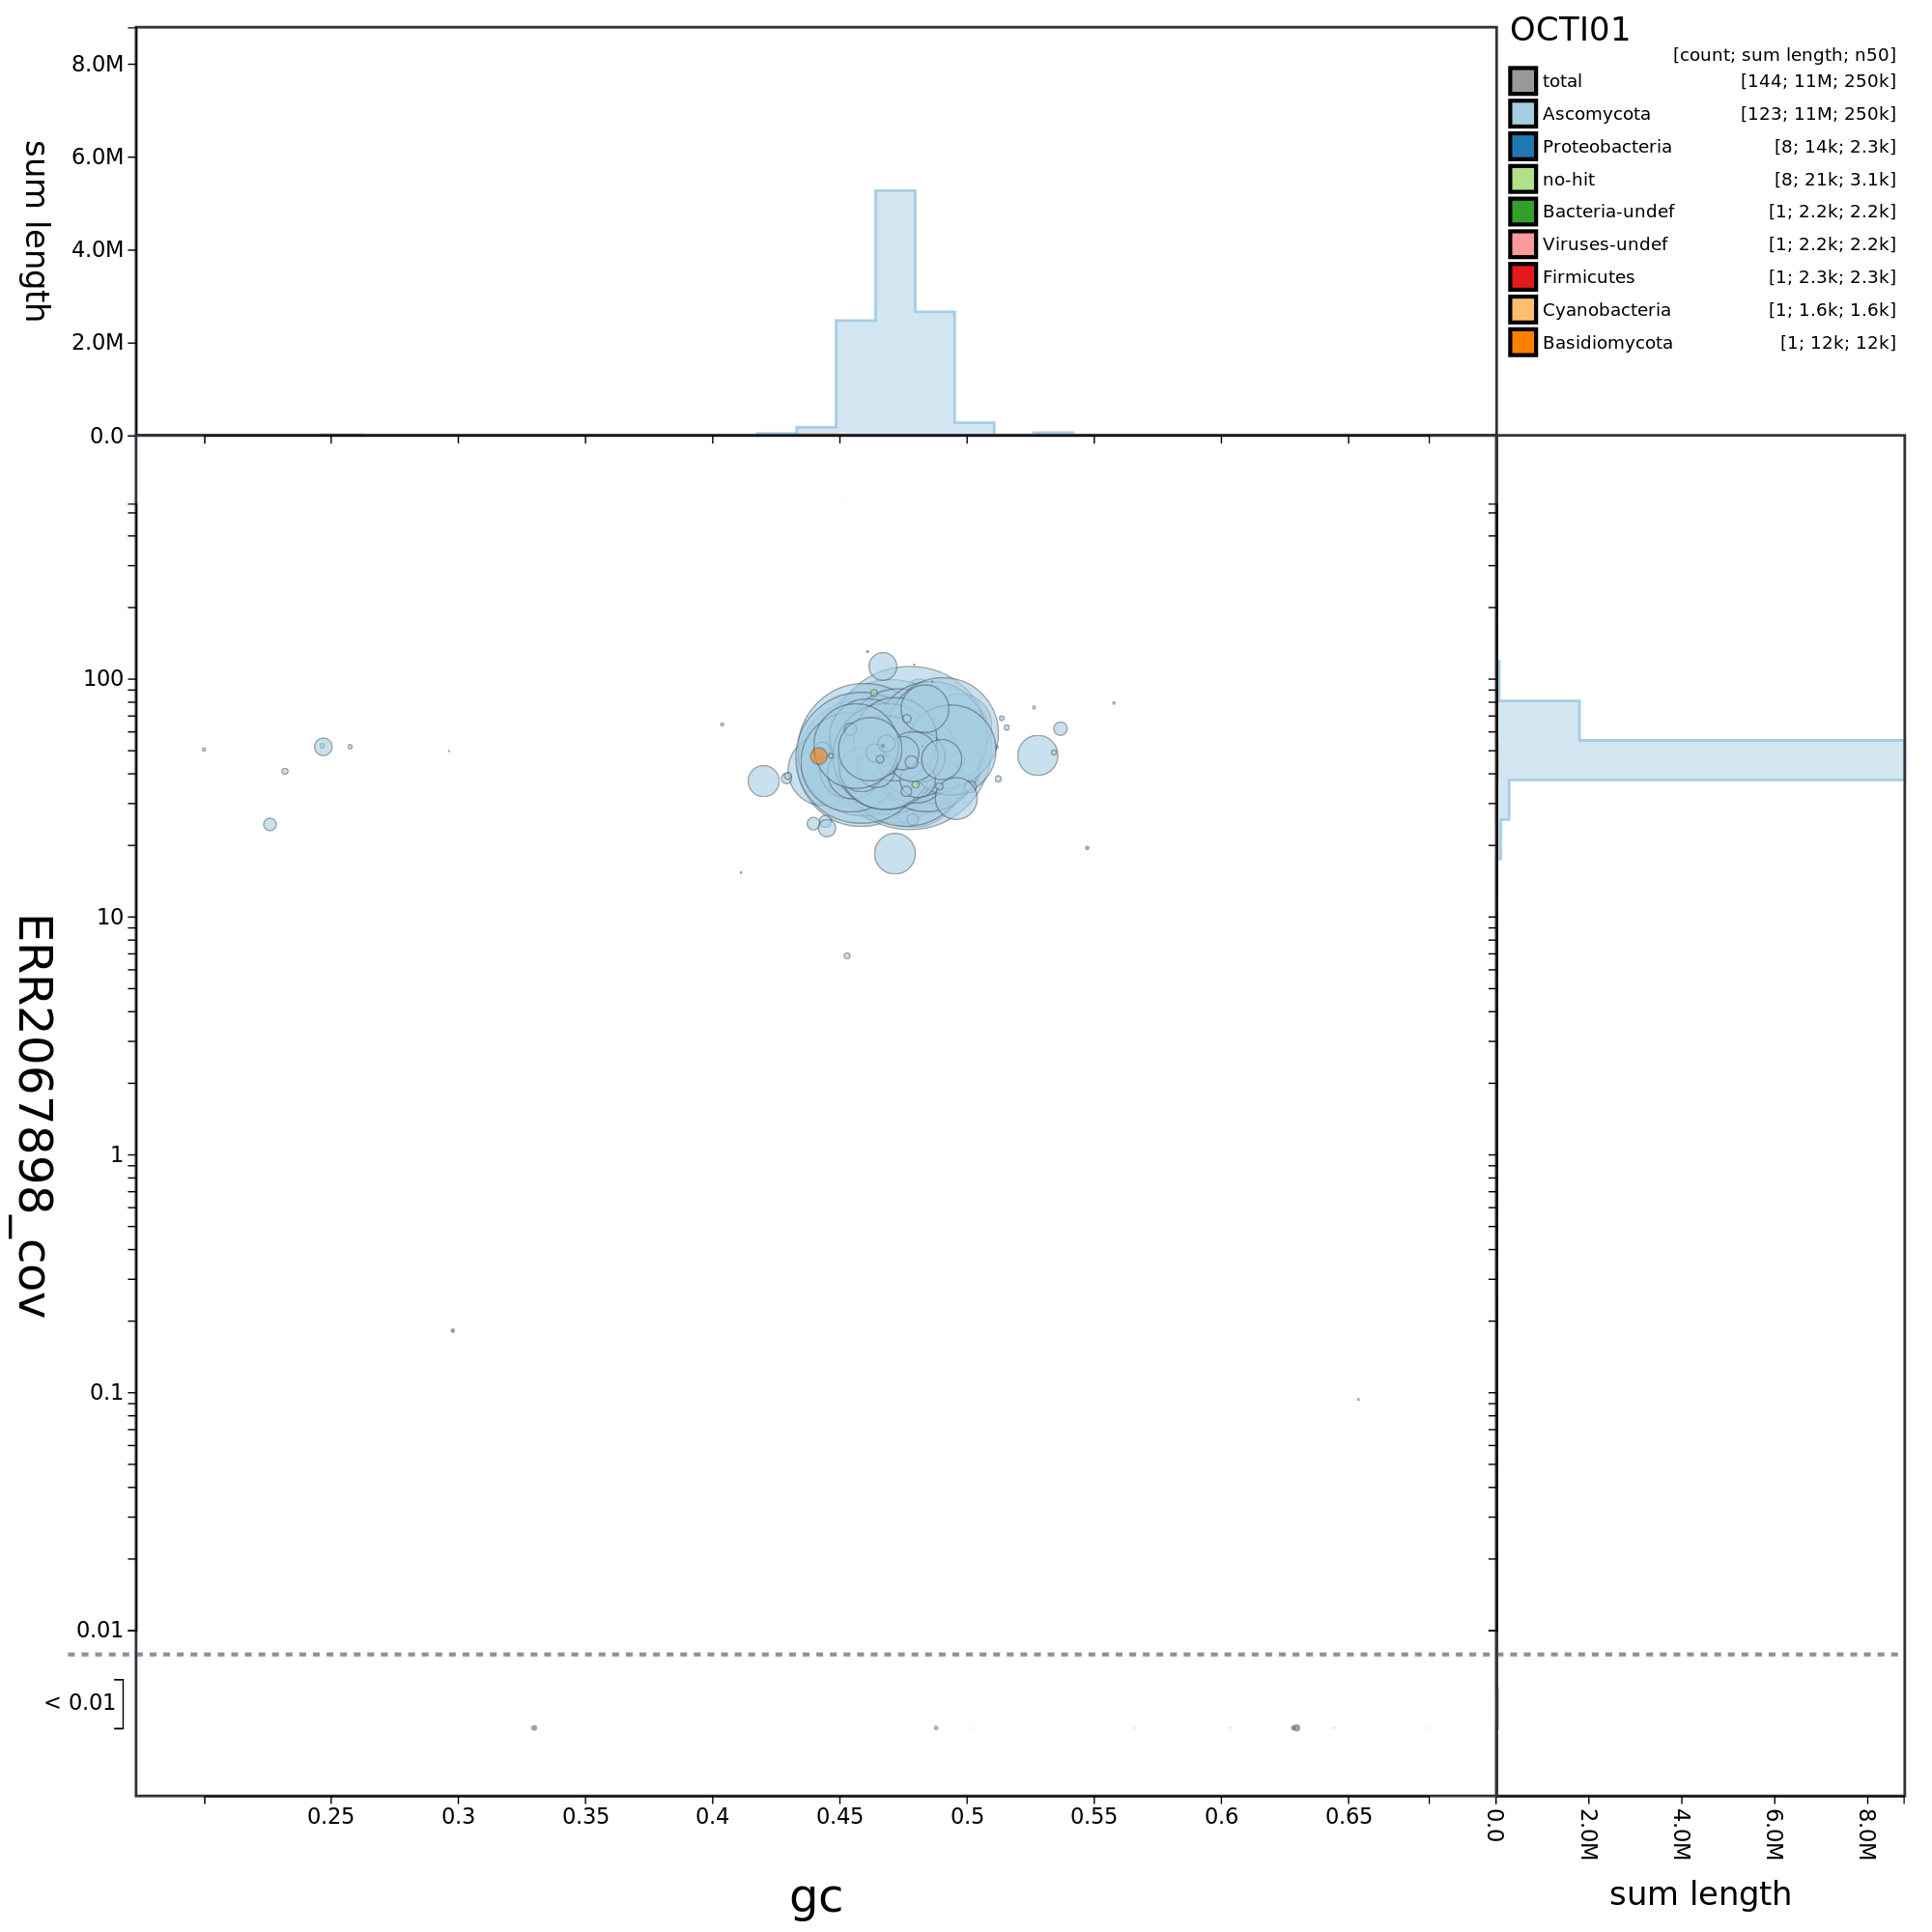 OCTI01
[count; sum length; n50]
total [144; 11M; 250k]
Ascomycota [123; 11M; 250k]
Proteobacteria [8; 14k; 2.3k]
no-hit [8; 21k; 3.1k]
Bacteria-undef [1; 2.2k; 2.2k]
Viruses-undef [1; 2.2k; 2.2k]
Firmicutes [1; 2.3k; 2.3k]
Cyanobacteria [1; 1.6k; 1.6k]
Basidiomycota [1; 12k; 12k]
sum length
8.0M
6.0M
4.0M
2.0M
0.0
ERR2067898_cov
100
10
1
0.1
0.01
< 0.01
0.25 0.3 0.35 0.4 0.45 0.5 0.55 0.6 0.65
gc
0.0 2.0M 4.0M 6.0M 8.0M
sum length